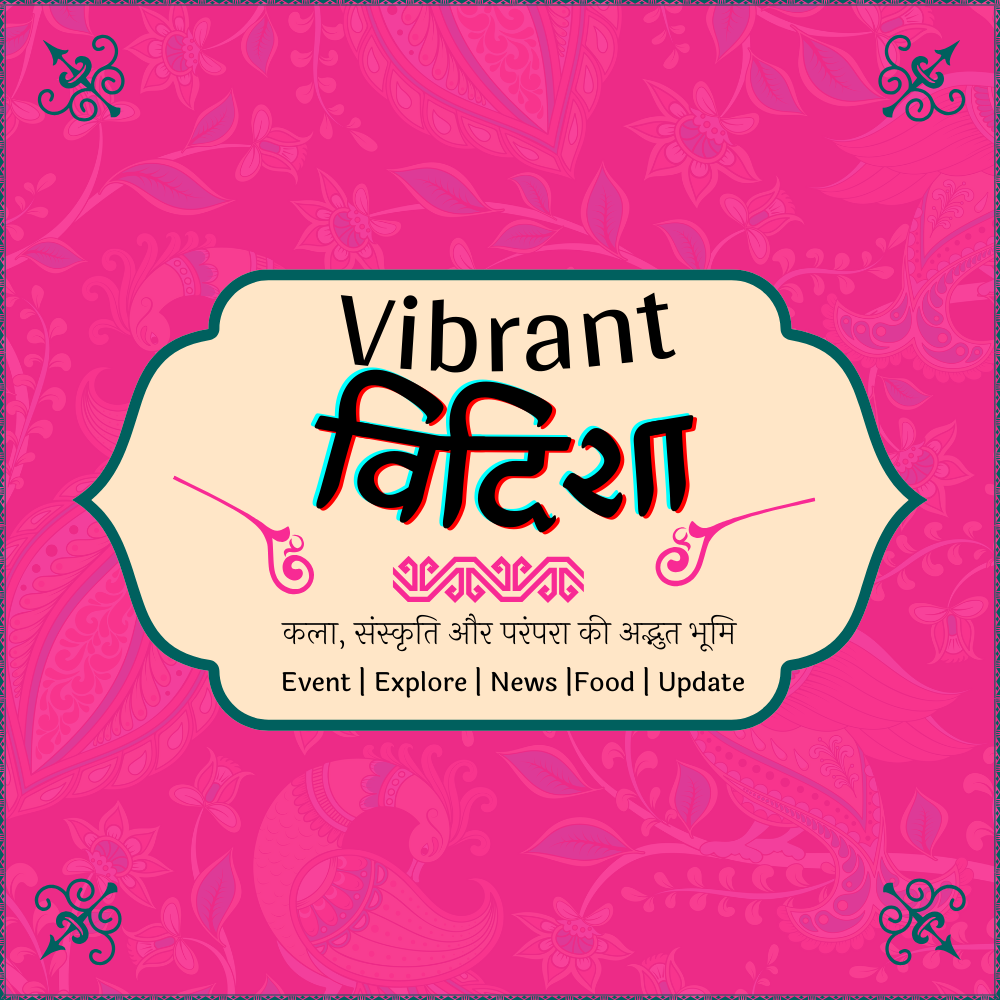 Vibrant
विदिशा
कला, संस्कृति और परंपरा की अद्भुत भूमि
Event | Explore | News |Food | Update